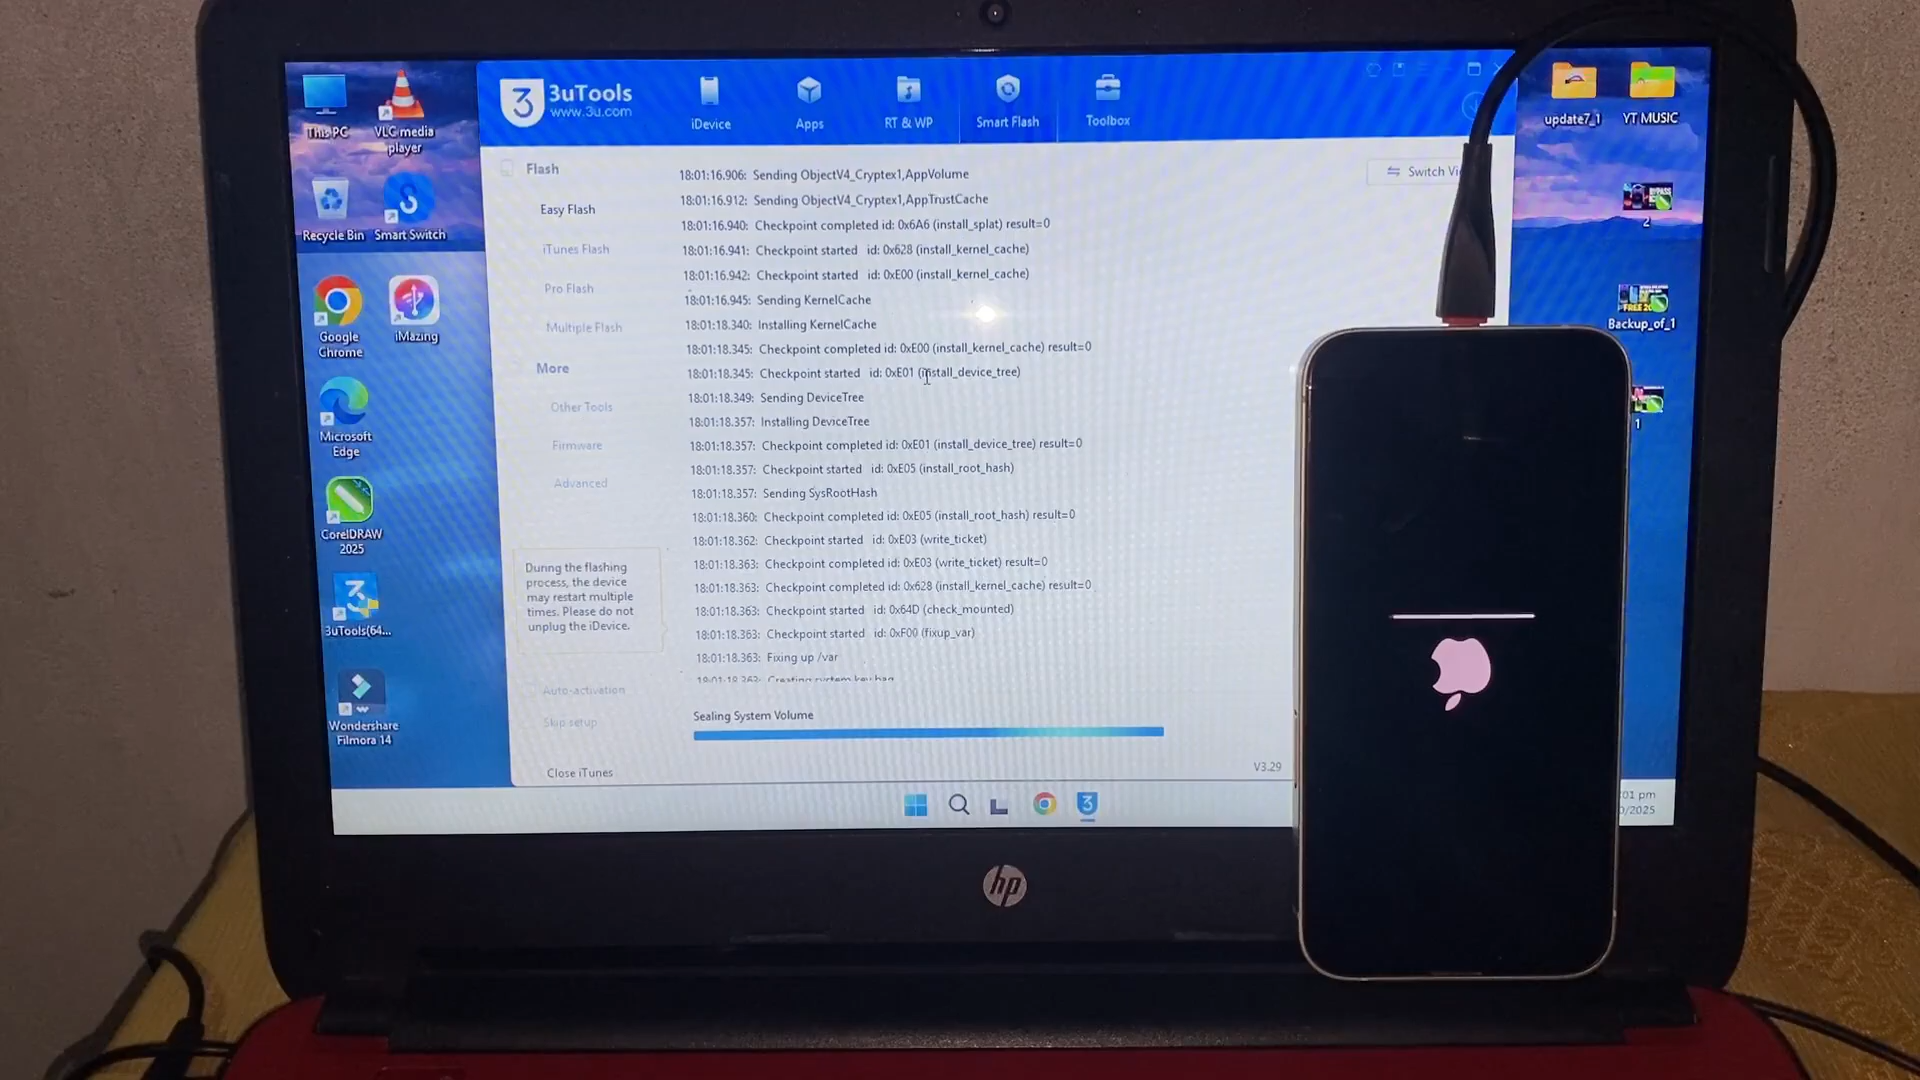 This PC
VLC media player
Recycle Bin
Smart Switch
Google Chrome
iMazing
Microsoft Edge
CorelDRAW 2025
3uTools(64...
Wondershare Filmora 14
3
3uTools
www.3u.com
iDevice
Apps
RT & WP
Smart Flash
Toolbox
Flash
Easy Flash
iTunes Flash
Pro Flash
Multiple Flash
More
Other Tools
Firmware
Advanced
During the flashing
process, the device
may restart multiple
times. Please do not
unplug the iDevice.
Auto-activation
Skip setup
Close iTunes
Switch Vi
18:01:16.906: Sending ObjectV4_Cryptex1,AppVolume
18:01:16.912: Sending ObjectV4_Cryptex1,AppTrustCache
18:01:16.940: Checkpoint completed id: 0x6A6 (install_splat) result=0
18:01:16.941: Checkpoint started id: 0x628 (install_kernel_cache)
18:01:16.942: Checkpoint started id: 0xE00 (install_kernel_cache)
18:01:16.945: Sending KernelCache
18:01:18.340: Installing KernelCache
18:01:18.345: Checkpoint completed id: 0xE00 (install_kernel_cache) result=0
18:01:18.345: Checkpoint started id: 0xE01 (install_device_tree)
18:01:18.349: Sending DeviceTree
18:01:18.357: Installing DeviceTree
18:01:18.357: Checkpoint completed id: 0xE01 (install_device_tree) result=0
18:01:18.357: Checkpoint started id: 0xE05 (install_root_hash)
18:01:18.357: Sending SysRootHash
18:01:18.360: Checkpoint completed id: 0xE05 (install_root_hash) result=0
18:01:18.362: Checkpoint started id: 0xE03 (write_ticket)
18:01:18.363: Checkpoint completed id: 0xE03 (write_ticket) result=0
18:01:18.363: Checkpoint completed id: 0x628 (install_kernel_cache) result=0
18:01:18.363: Checkpoint started id: 0x64D (check_mounted)
18:01:18.363: Checkpoint started id: 0xF00 (fixup_var)
18:01:18.363: Fixing up /var
Sealing System Volume
V3.29
update7_1
YT MUSIC
2
Backup_of_1
1
01 pm
0/2025
hp